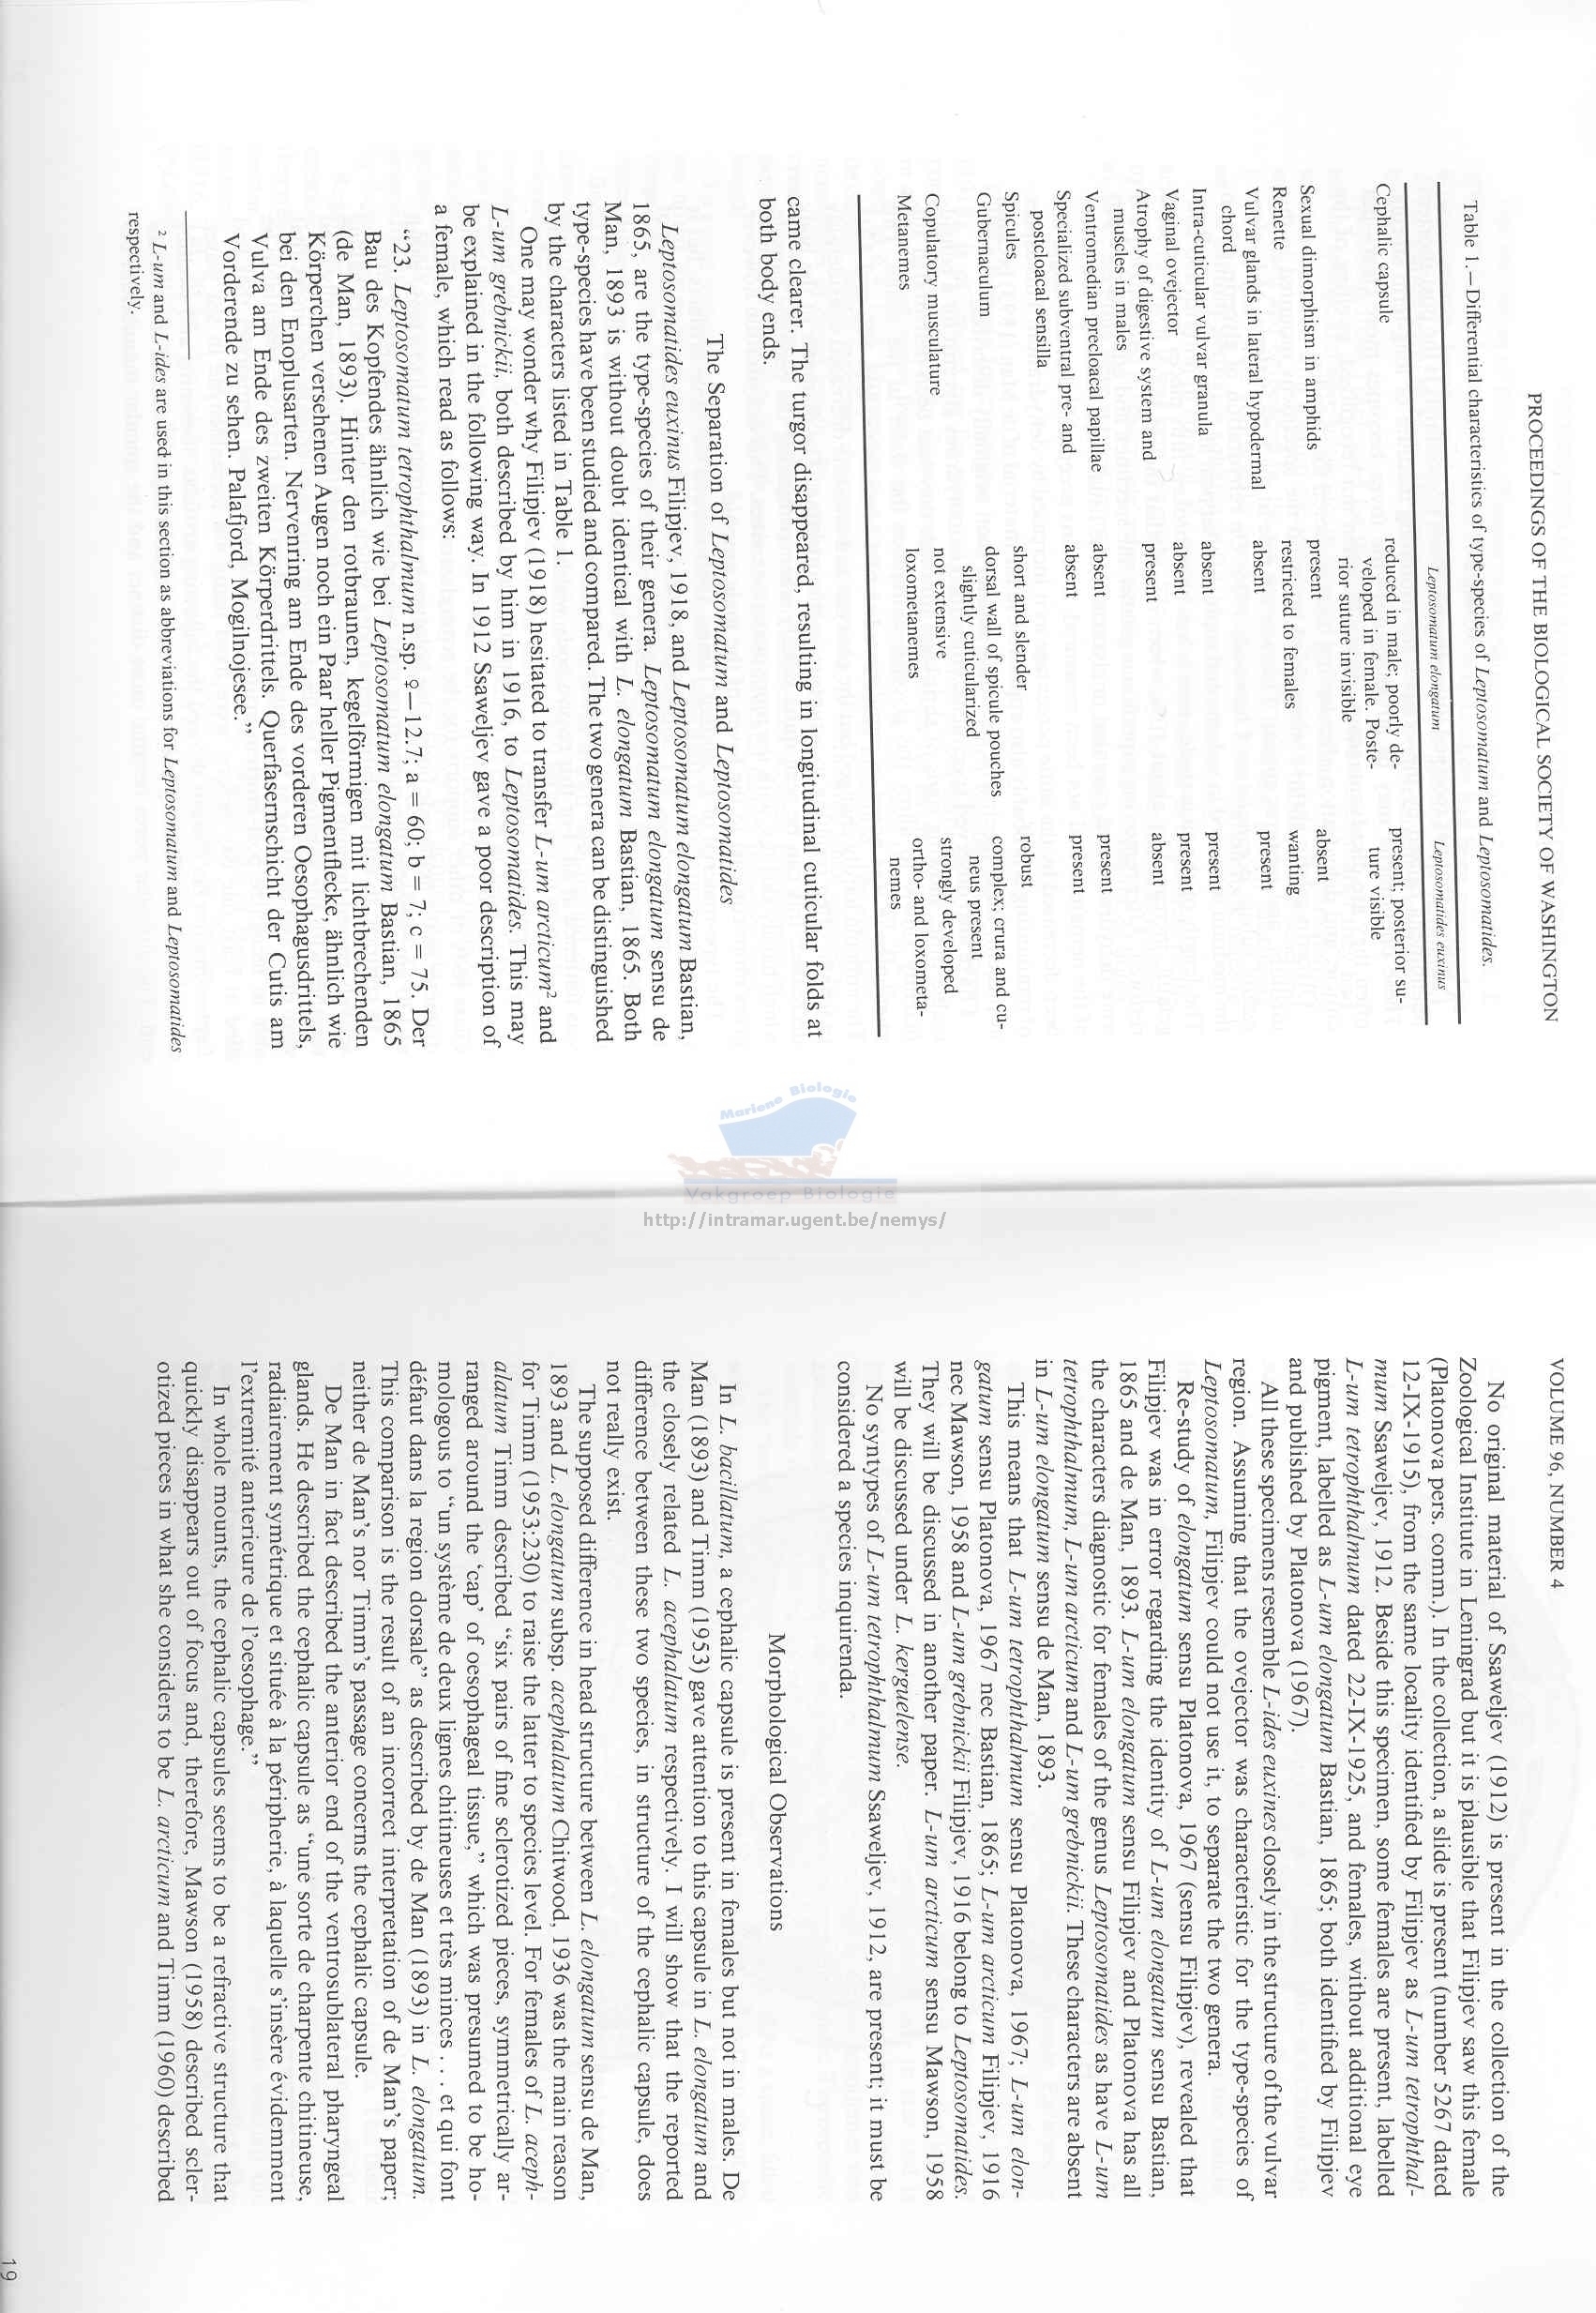 PROCEEDINGS OF THE BIOLOGICAL SOCIETY OF WASHINGTON
Table 1.—Differential characteristics of type-species of Leptosomatum and Leptosomatides.
Leptosomatum elongatum Leptosomatides euxinus
Cephalic capsule reduced in male; poorly de- present; posterior su-
veloped in female. Poste- ture visible
rior suture invisible
Sexual dimorphism in amphids present absent
Renette restricted to females wanting
Vulvar glands in lateral hypodermal absent present
chord
Intra-cuticular vulvar granula absent present
Vaginal ovejector absent present
Atrophy of digestive system and present absent
muscles in males
Ventromedian precloacal papillae absent present
Specialized subventral pre- and absent present
postcloacal sensilla
Spicules short and slender robust
Gubernaculum dorsal wall of spicule pouches complex; crura and cu-
slightly cuticularized neus present
Copulatory musculature not extensive strongly developed
Metanemes loxometanemes ortho- and loxometa-
nemes
came clearer. The turgor disappeared, resulting in longitudinal cuticular folds at
both body ends.
The Separation of Leptosomatum and Leptosomatides
Leptosomatides euxinus Filipjev, 1918, and Leptosomatum elongatum Bastian,
1865, are the type-species of their genera. Leptosomatum elongatum sensu de
Man, 1893 is without doubt identical with L. elongatum Bastian, 1865. Both
type-species have been studied and compared. The two genera can be distinguished
by the characters listed in Table 1.
One may wonder why Filipjev (1918) hesitated to transfer L-um arcticum² and
L-um grebnickii, both described by him in 1916, to Leptosomatides. This may
be explained in the following way. In 1912 Ssaweljev gave a poor description of
a female, which read as follows:
“23. Leptosomatum tetrophthalmum n.sp. ♀—12.7; a = 60; b = 7; c = 75. Der
Bau des Kopfendes ähnlich wie bei Leptosomatum elongatum Bastian, 1865
(de Man, 1893). Hinter den rotbraunen, kegelförmigen mit lichtbrechenden
Körperchen versehenen Augen noch ein Paar heller Pigmentflecke, ähnlich wie
bei den Enoplusarten. Nervenring am Ende des vorderen Oesophagusdrittels,
Vulva am Ende des zweiten Körperdrittels. Querfasernschicht der Cutis am
Vorderende zu sehen. Palafjord, Mogilnojesee.”
² L-um and L-ides are used in this section as abbreviations for Leptosomatum and Leptosomatides
respectively.
Mariene Biologie
Vakgroep Biologie
http://intramar.ugent.be/nemys/
VOLUME 96, NUMBER 4
No original material of Ssaweljev (1912) is present in the collection of the
Zoological Institute in Leningrad but it is plausible that Filipjev saw this female
(Platonova pers. comm.). In the collection, a slide is present (number 5267 dated
12-IX-1915), from the same locality identified by Filipjev as L-um tetrophthal-
mum Ssaweljev, 1912. Beside this specimen, some females are present, labelled
L-um tetrophthalmum dated 22-IX-1925, and females, without additional eye
pigment, labelled as L-um elongatum Bastian, 1865; both identified by Filipjev
and published by Platonova (1967).
All these specimens resemble L-ides euxines closely in the structure of the vulvar
region. Assuming that the ovejector was characteristic for the type-species of
Leptosomatum, Filipjev could not use it, to separate the two genera.
Re-study of elongatum sensu Platonova, 1967 (sensu Filipjev), revealed that
Filipjev was in error regarding the identity of L-um elongatum sensu Bastian,
1865 and de Man, 1893. L-um elongatum sensu Filipjev and Platonova has all
the characters diagnostic for females of the genus Leptosomatides as have L-um
tetrophthalmum, L-um arcticum and L-um grebnickii. These characters are absent
in L-um elongatum sensu de Man, 1893.
This means that L-um tetrophthalmum sensu Platonova, 1967; L-um elon-
gatum sensu Platonova, 1967 nec Bastian, 1865; L-um arcticum Filipjev, 1916
nec Mawson, 1958 and L-um grebnickii Filipjev, 1916 belong to Leptosomatides.
They will be discussed in another paper. L-um arcticum sensu Mawson, 1958
will be discussed under L. kerguelense.
No syntypes of L-um tetrophthalmum Ssaweljev, 1912, are present; it must be
considered a species inquirenda.
Morphological Observations
In L. bacillatum, a cephalic capsule is present in females but not in males. De
Man (1893) and Timm (1953) gave attention to this capsule in L. elongatum and
the closely related L. acephalatum respectively. I will show that the reported
difference between these two species, in structure of the cephalic capsule, does
not really exist.
The supposed difference in head structure between L. elongatum sensu de Man,
1893 and L. elongatum subsp. acephalatum Chitwood, 1936 was the main reason
for Timm (1953:230) to raise the latter to species level. For females of L. aceph-
alatum Timm described “six pairs of fine sclerotized pieces, symmetrically ar-
ranged around the ‘cap’ of oesophageal tissue,” which was presumed to be ho-
mologous to “un système de deux lignes chitineuses et très minces . . . et qui font
défaut dans la region dorsale” as described by de Man (1893) in L. elongatum.
This comparison is the result of an incorrect interpretation of de Man’s paper;
neither de Man’s nor Timm’s passage concerns the cephalic capsule.
De Man in fact described the anterior end of the ventrosublateral pharyngeal
glands. He described the cephalic capsule as “une sorte de charpente chitineuse,
radiairement symétrique et située à la péripherie, à laquelle s’insère évidemment
l’extremité anterieure de l’oesophage.”
In whole mounts, the cephalic capsules seems to be a refractive structure that
quickly disappears out of focus and, therefore, Mawson (1958) described scler-
otized pieces in what she considers to be L. arcticum and Timm (1960) described
19